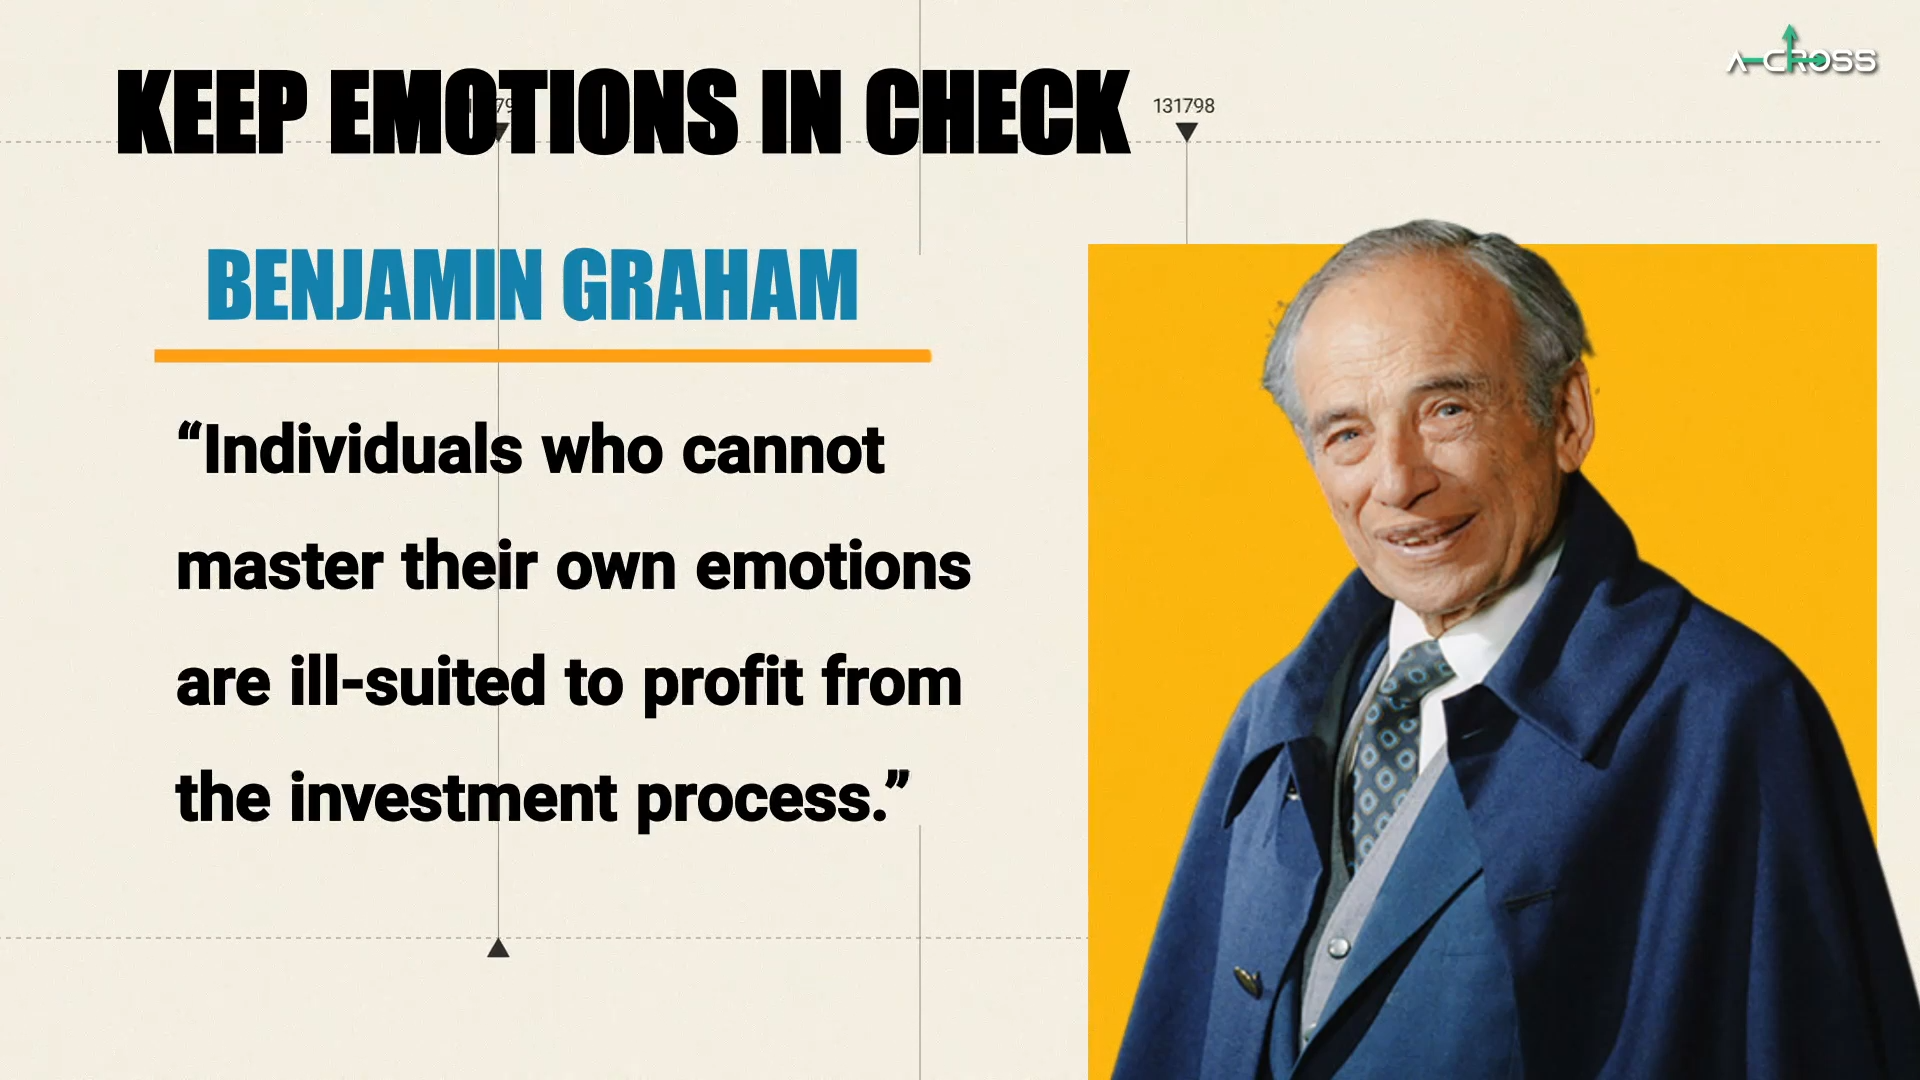 KEEP EMOTIONS IN CHECK
131798
A-CROSS
BENJAMIN GRAHAM
“Individuals who cannot
master their own emotions
are ill-suited to profit from
the investment process.”